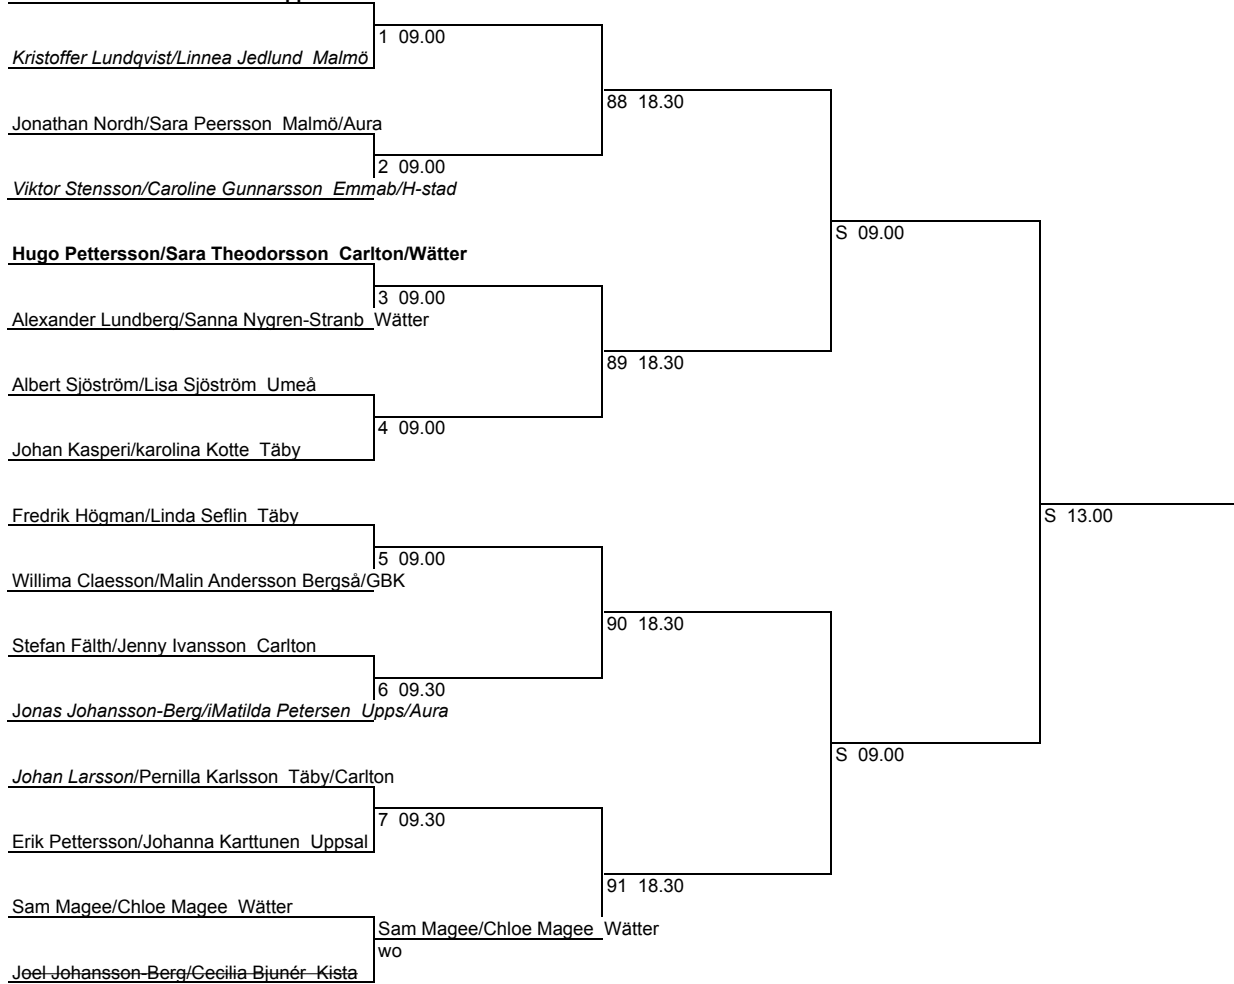 1 09.00
Kristoffer Lundqvist/Linnea Jedlund Malmö
88 18.30
Jonathan Nordh/Sara Peersson Malmö/Aura
2 09.00
Viktor Stensson/Caroline Gunnarsson Emmab/H-stad
S 09.00
Hugo Pettersson/Sara Theodorsson Carlton/Wätter
3 09.00
Alexander Lundberg/Sanna Nygren-Stranb Wätter
89 18.30
Albert Sjöström/Lisa Sjöström Umeå
4 09.00
Johan Kasperi/karolina Kotte Täby
Fredrik Högman/Linda Seflin Täby
S 13.00
5 09.00
Willima Claesson/Malin Andersson Bergså/GBK
90 18.30
Stefan Fälth/Jenny Ivansson Carlton
6 09.30
Jonas Johansson-Berg/iMatilda Petersen Upps/Aura
S 09.00
Johan Larsson/Pernilla Karlsson Täby/Carlton
7 09.30
Erik Pettersson/Johanna Karttunen Uppsal
91 18.30
Sam Magee/Chloe Magee Wätter
Sam Magee/Chloe Magee Wätter
wo
Joel Johansson-Berg/Cecilia Bjunér Kista